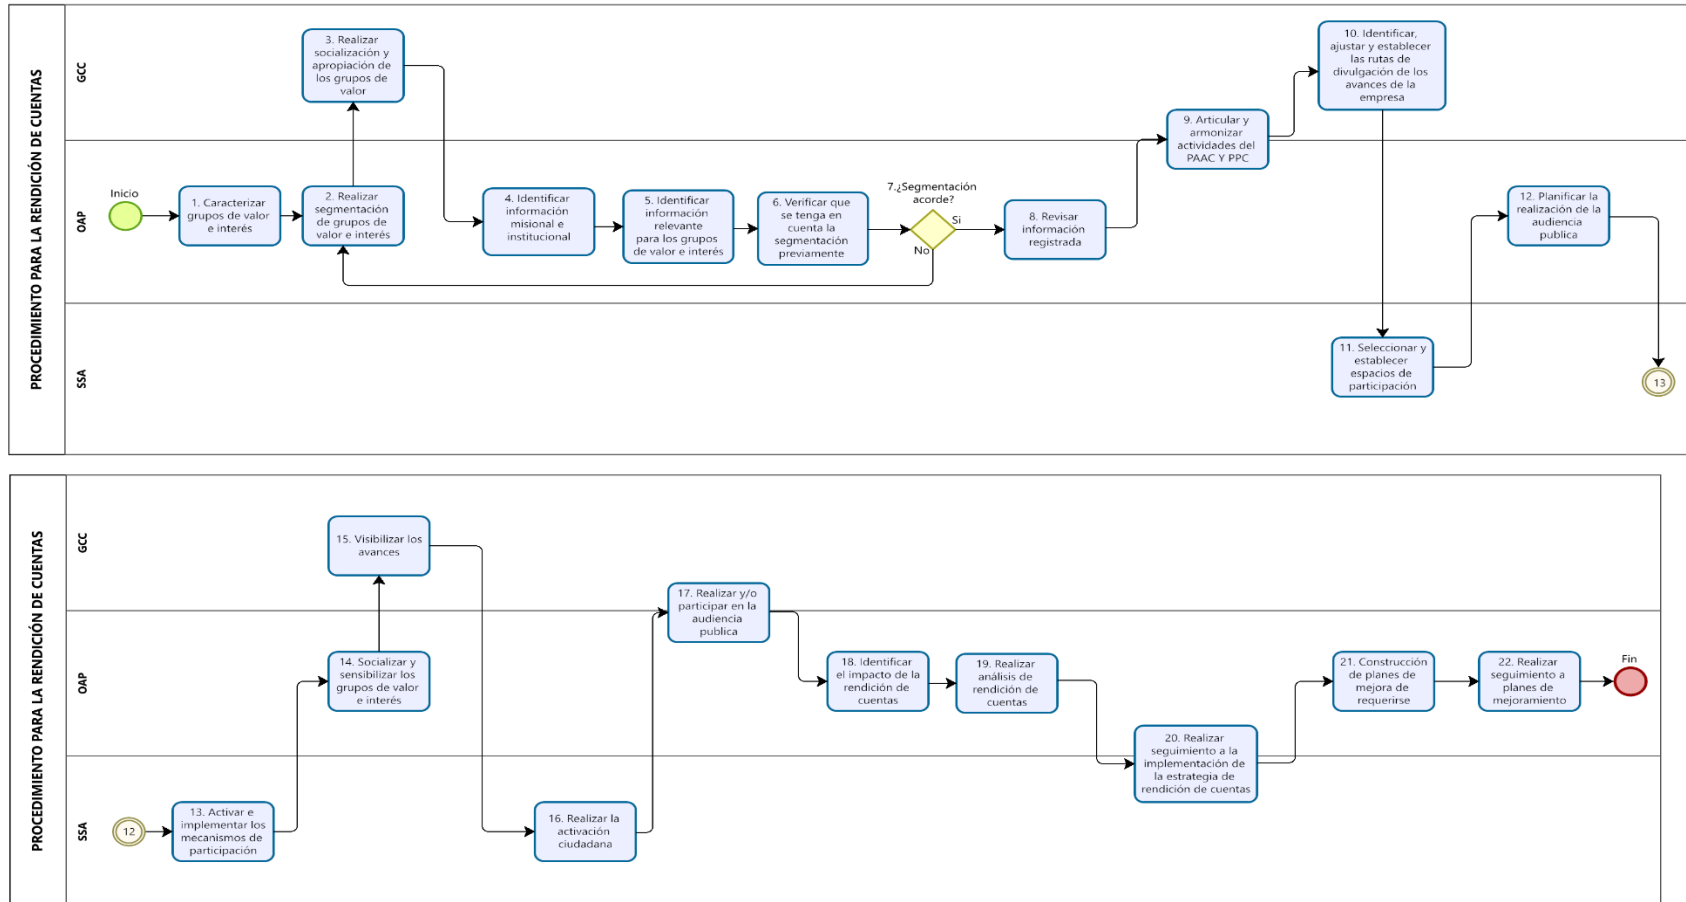 PROCEDIMIENTO PARA LA RENDICIÓN DE CUENTAS
GCC
OAP
SSA
Inicio
1. Caracterizar
grupos de valor
e interés
2. Realizar
segmentación
de grupos de
valor e interés
3. Realizar
socialización y
apropiación de
los grupos de
valor
4. Identificar
información
misional e
institucional
5. Identificar
información
relevante
para los grupos
de valor e interés
6. Verificar que
se tenga en
cuenta la
segmentación
previamente
7.¿Segmentación
acorde?
Si
No
8. Revisar
información
registrada
9. Articular y
armonizar
actividades del
PAAC Y PPC
10. Identificar,
ajustar y establecer
las rutas de
divulgación de los
avances de la
empresa
11. Seleccionar y
establecer
espacios de
participación
12. Planificar la
realización de la
audiencia
publica
13
PROCEDIMIENTO PARA LA RENDICIÓN DE CUENTAS
GCC
OAP
SSA
12
13. Activar e
implementar los
mecanismos de
participación
14. Socializar y
sensibilizar los
grupos de valor
e interés
15. Visibilizar los
avances
16. Realizar la
activación
ciudadana
17. Realizar y/o
participar en la
audiencia
publica
18. Identificar
el impacto de la
rendición de
cuentas
19. Realizar
análisis de
rendición de
cuentas
20. Realizar
seguimiento a la
implementación de
la estrategia de
rendición de cuentas
21. Construcción
de planes de
mejora de
requerirse
22. Realizar
seguimiento a
planes de
mejoramiento
Fin